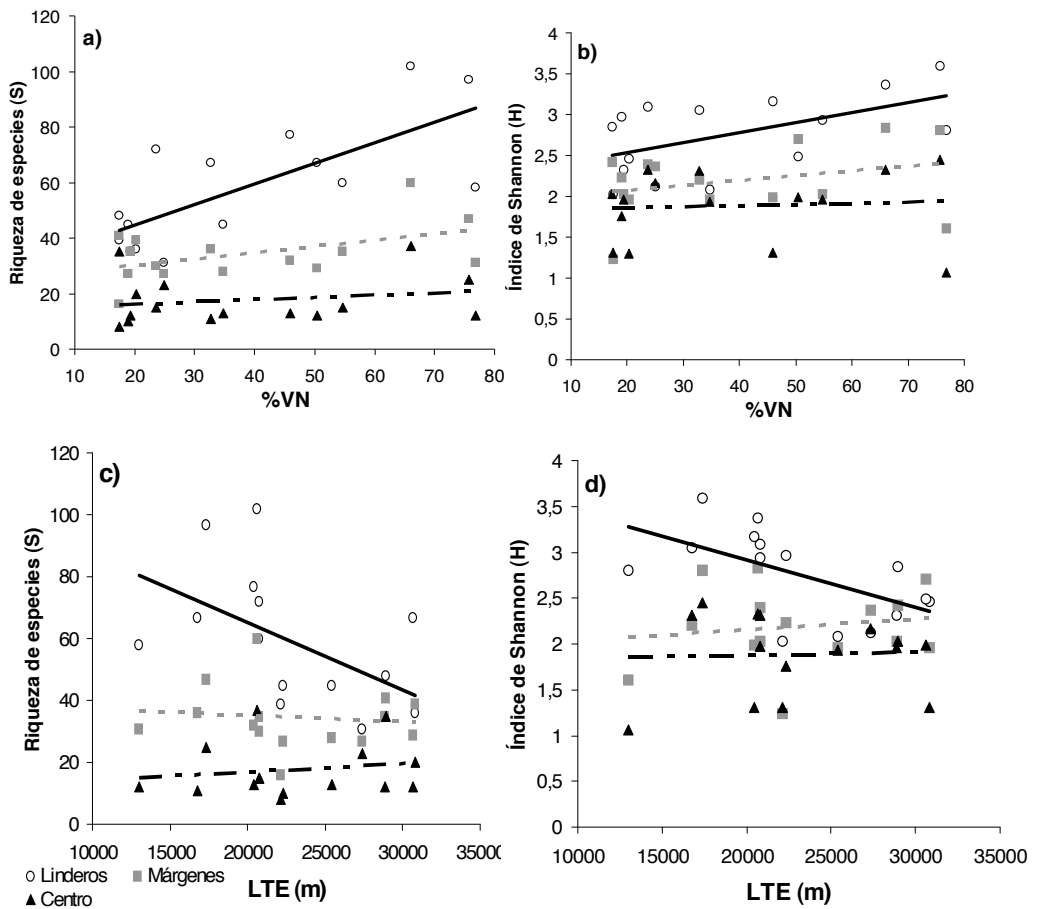 a)
Riqueza de especies (S)
120
100
80
60
40
20
0
10 20 30 40 50 60 70 80
%VN
b)
Índice de Shannon (H)
4
3,5
3
2,5
2
1,5
1
0,5
0
10 20 30 40 50 60 70 80
%VN
c)
Riqueza de especies (S)
120
100
80
60
40
20
0
10000 15000 20000 25000 30000 35000
LTE (m)
d)
Índice de Shannon (H)
4
3,5
3
2,5
2
1,5
1
0,5
0
10000 15000 20000 25000 30000 35000
LTE (m)
Linderos Márgenes
Centro